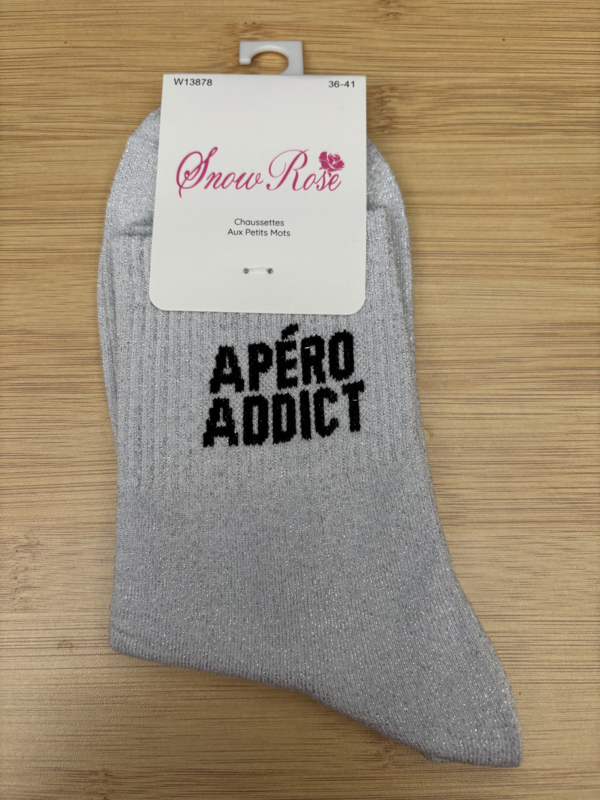 W13878 36-41
Snow Rose
Chaussettes
Aux Petits Mots
APÉRO
ADDICT